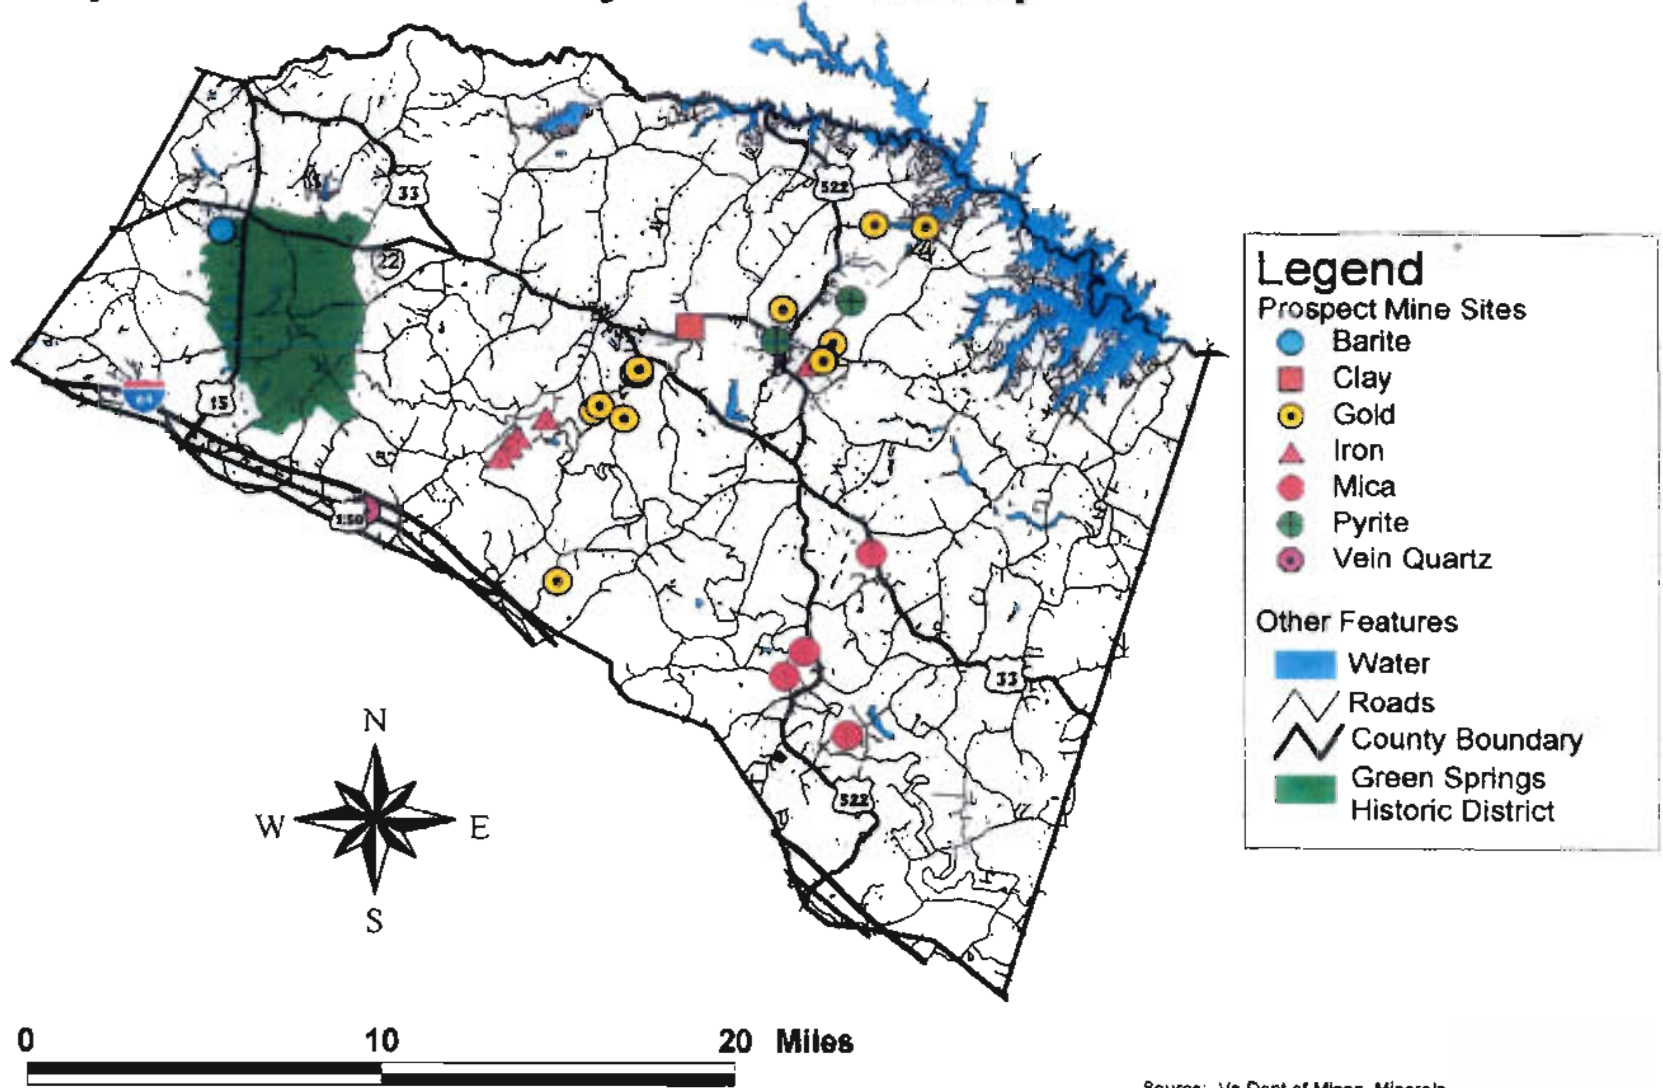 33
522
22
15
64
250
33
522
Legend
Prospect Mine Sites
Barite
Clay
Gold
Iron
Mica
Pyrite
Vein Quartz
Other Features
Water
Roads
County Boundary
Green Springs
Historic District
N
W E
S
0 10 20 Miles